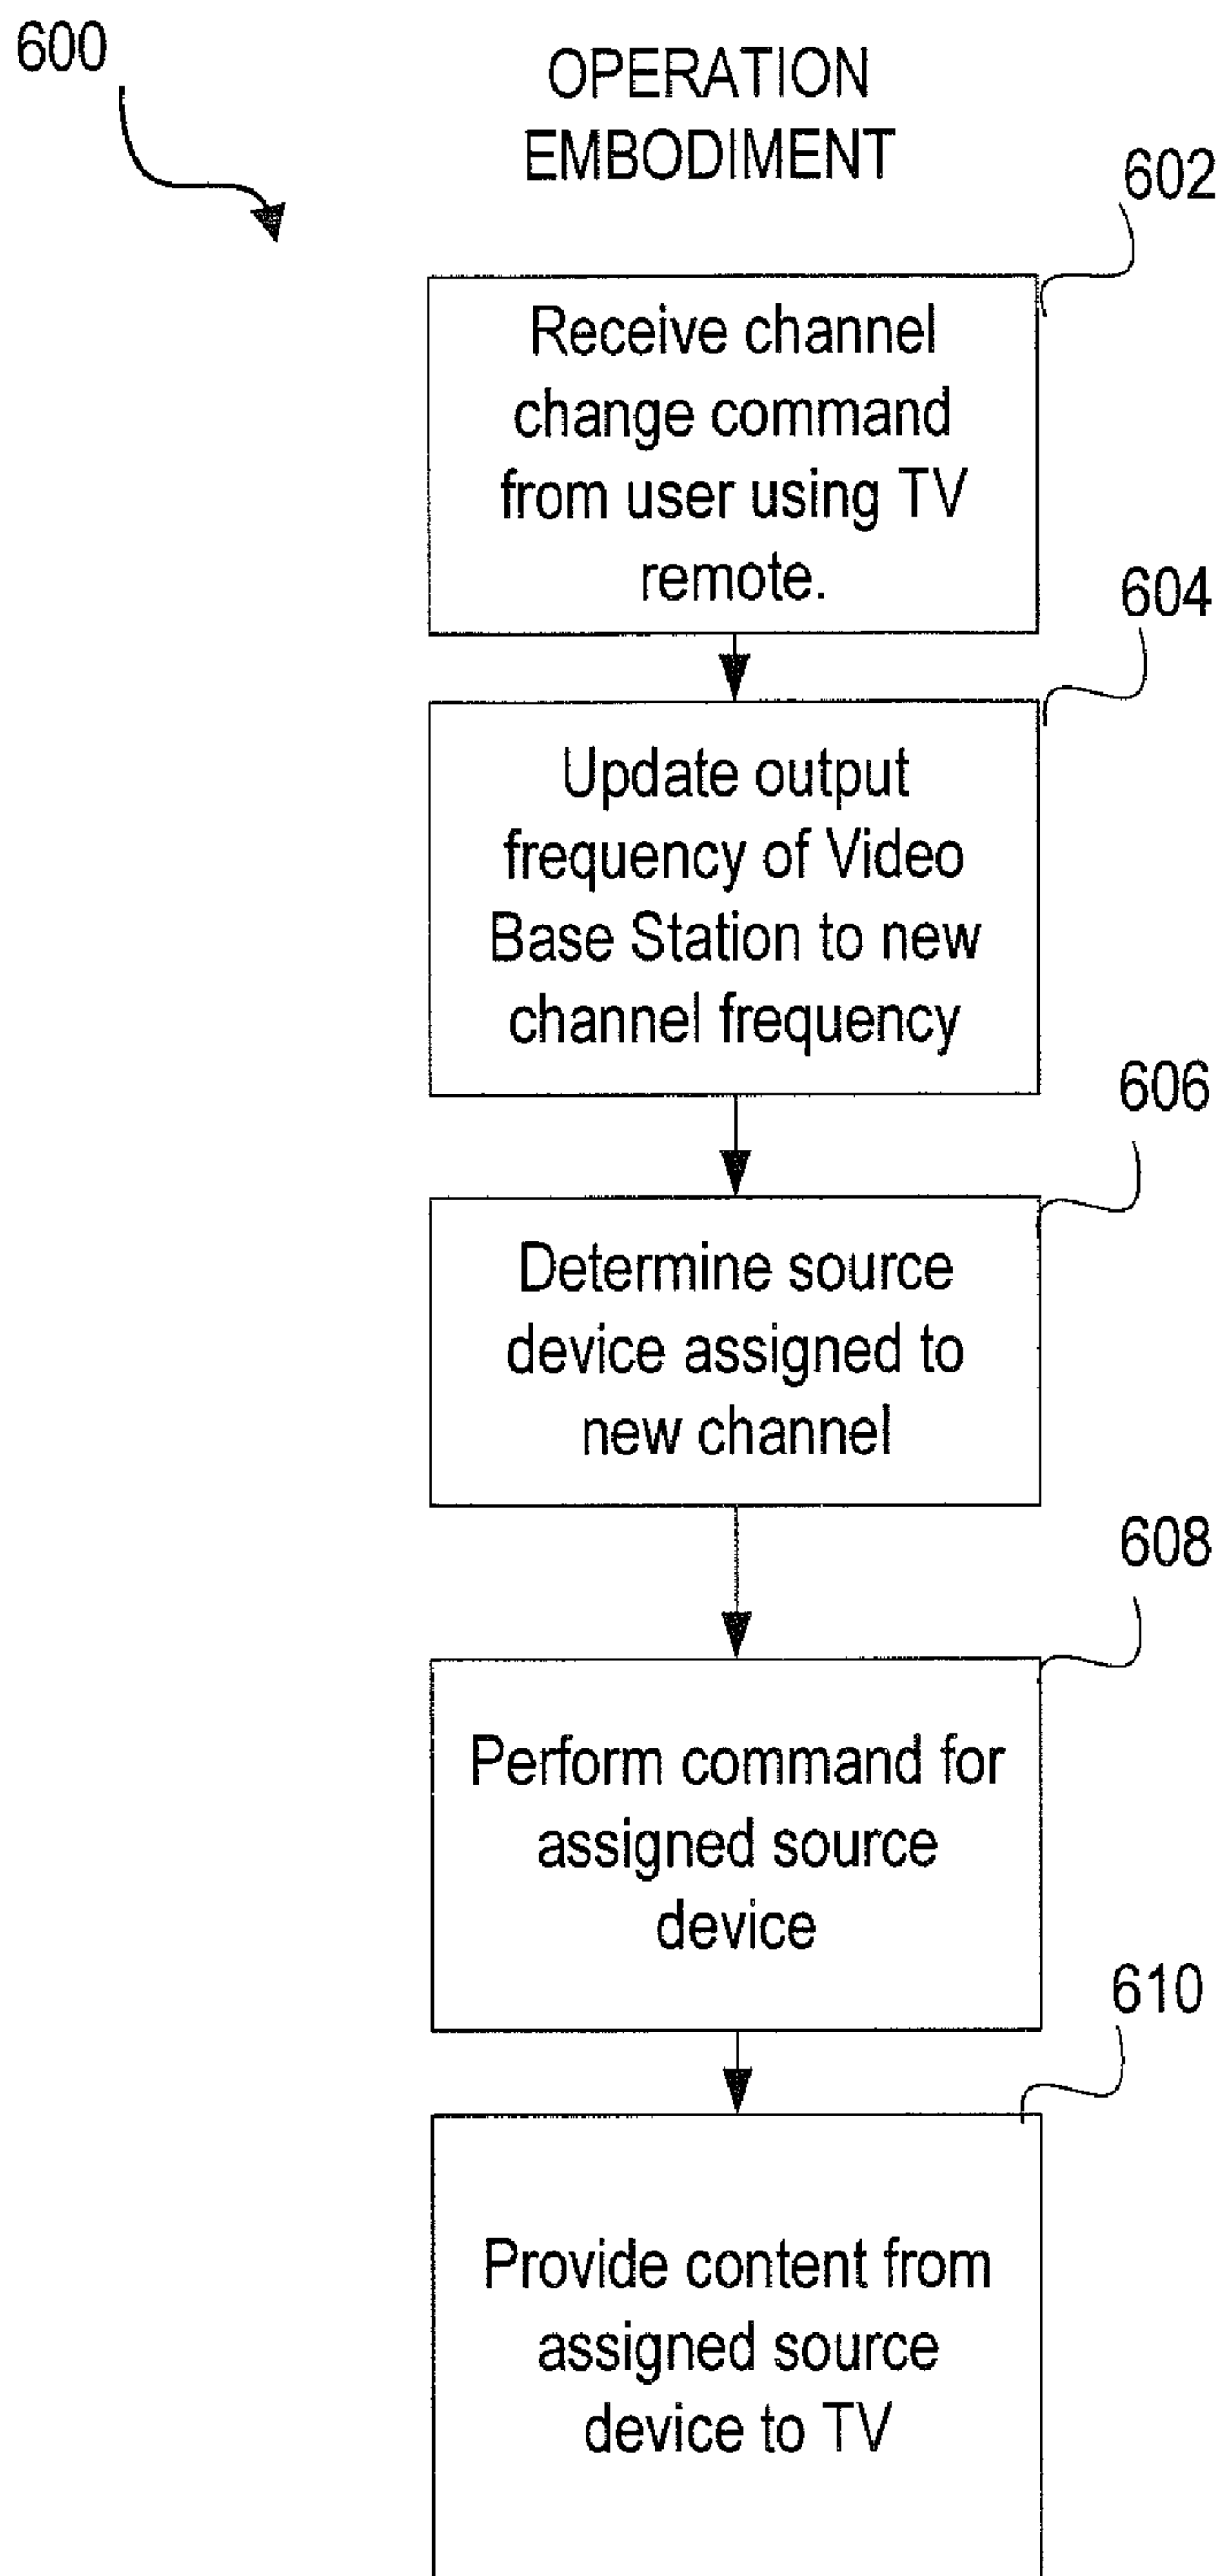 600
OPERATION
EMBODIMENT
602
Receive channel
change command
from user using TV
remote.
604
Update output
frequency of Video
Base Station to new
channel frequency
606
Determine source
device assigned to
new channel
608
Perform command for
assigned source
device
610
Provide content from
assigned source
device to TV